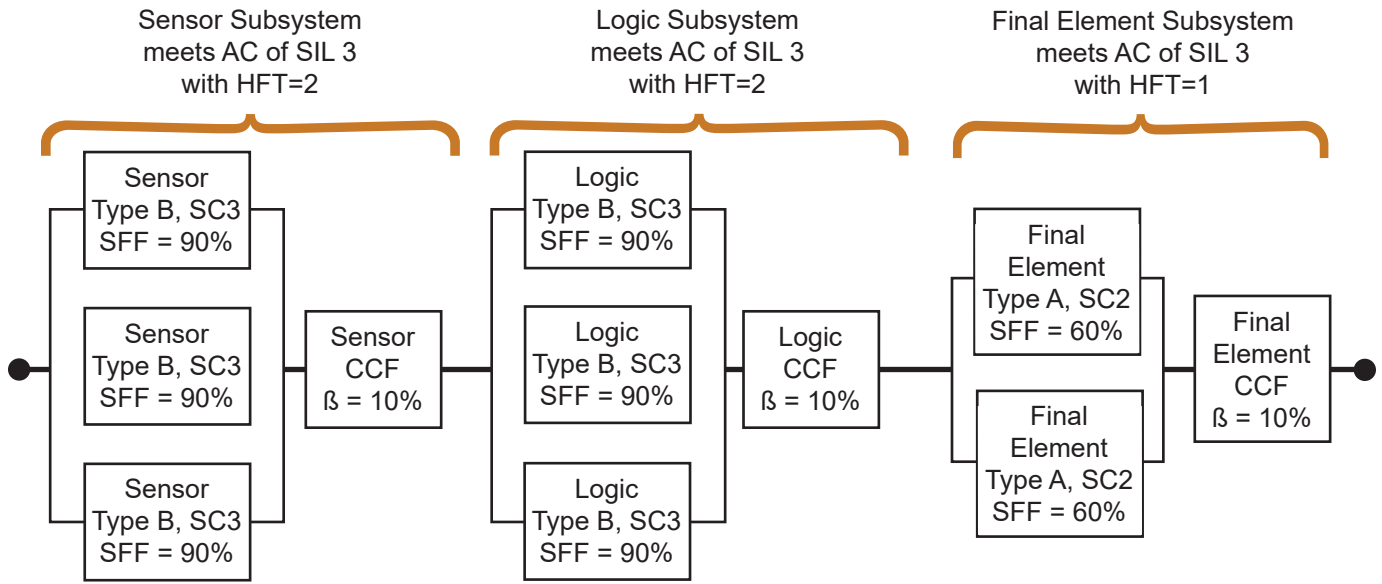 Sensor Subsystem
meets AC of SIL 3
with HFT=2
Logic Subsystem
meets AC of SIL 3
with HFT=2
Final Element Subsystem
meets AC of SIL 3
with HFT=1
Sensor
Type B, SC3
SFF = 90%
Sensor
Type B, SC3
SFF = 90%
Sensor
Type B, SC3
SFF = 90%
Sensor
CCF
ß = 10%
Logic
Type B, SC3
SFF = 90%
Logic
Type B, SC3
SFF = 90%
Logic
Type B, SC3
SFF = 90%
Logic
CCF
ß = 10%
Final
Element
Type A, SC2
SFF = 60%
Final
Element
Type A, SC2
SFF = 60%
Final
Element
CCF
ß = 10%